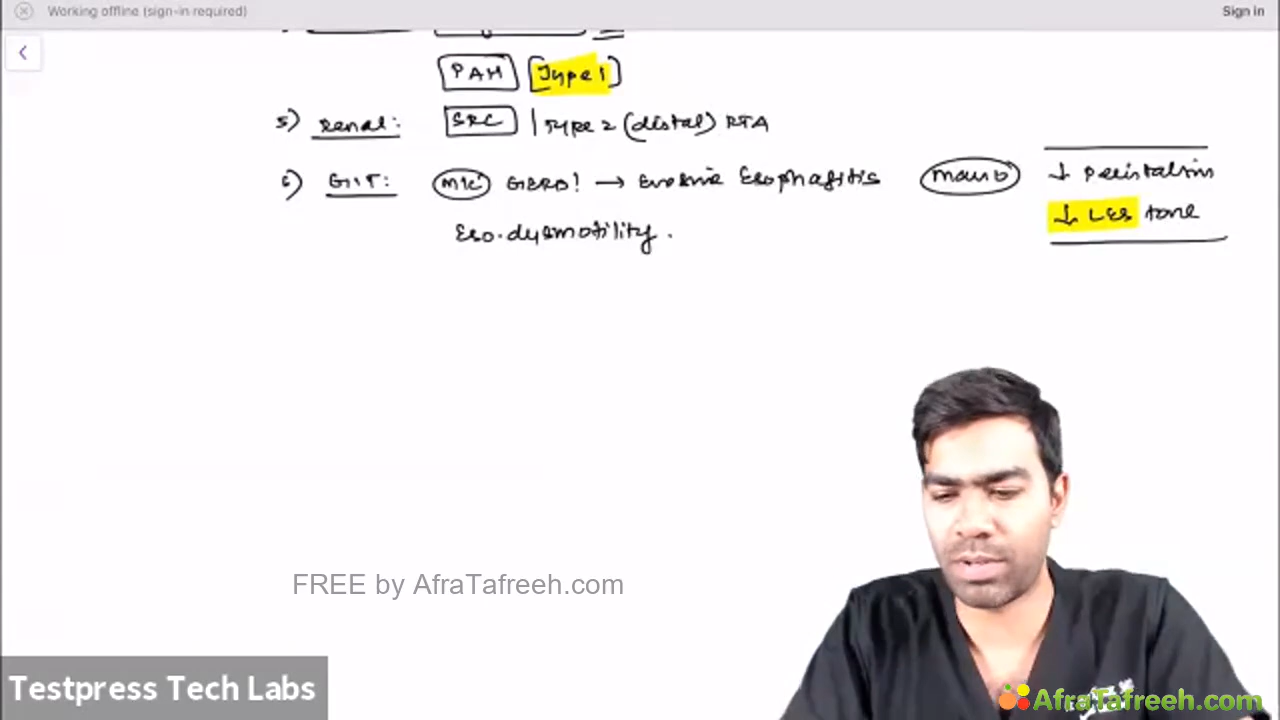 Working offline (sign-in required)
Sign in
PAH [Type 1]
5) Renal: SRC | Type 2 (distal) RTA
6) GIT: M/C GERD! → Erosive Esophagitis
Eso. dysmotility.
mano ↓ peristalsis
↓ LES tone
FREE by AfraTafreeh.com
Testpress Tech Labs
AfraTafreeh.com